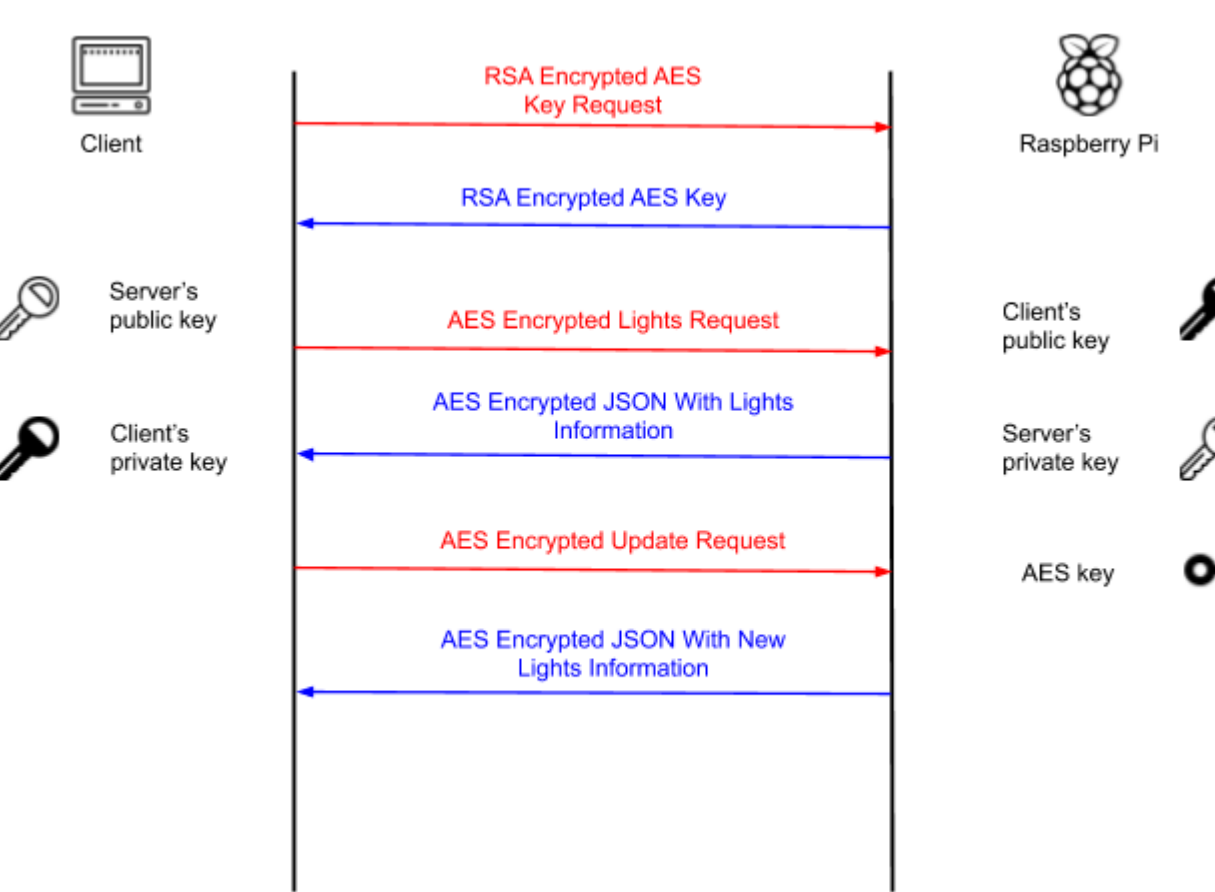 RSA Encrypted AES
Key Request
Client
Raspberry Pi
RSA Encrypted AES Key
Server's
public key
AES Encrypted Lights Request
Client's
public key
AES Encrypted JSON With Lights
Information
Client's
private key
Server's
private key
AES Encrypted Update Request
AES key
AES Encrypted JSON With New
Lights Information